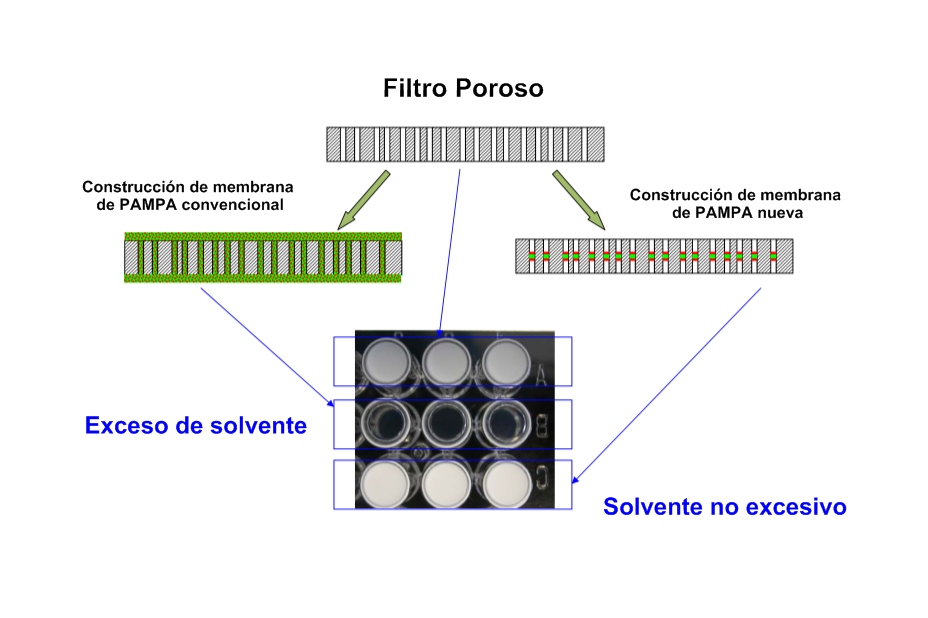 Filtro Poroso
Construcción de membrana
de PAMPA convencional
Construcción de membrana
de PAMPA nueva
A
B
C
Exceso de solvente
Solvente no excesivo